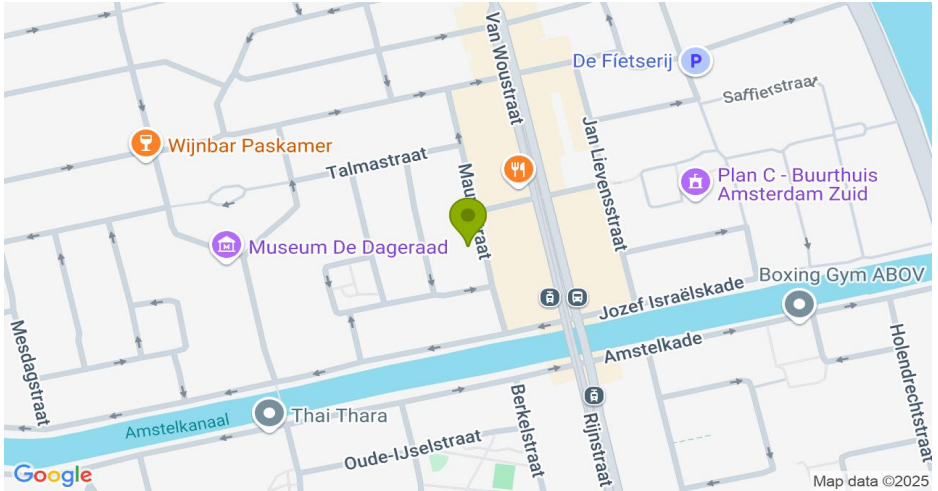 Van Woustraat
De Fietserij
P
Saffierstraat
Wijnbar Paskamer
Talmastraat
Jan Lievensstraat
Plan C - Buurthuis
Amsterdam Zuid
Museum De Dageraad
Boxing Gym ABOV
Jozef Israëlskade
Mesdagstraat
Amstelkade
Holendrechtstraat
Thai Thara
Amstelkanaal
Berkelstraat
Rijnstraat
Oude-IJselstraat
Google
Map data ©2025